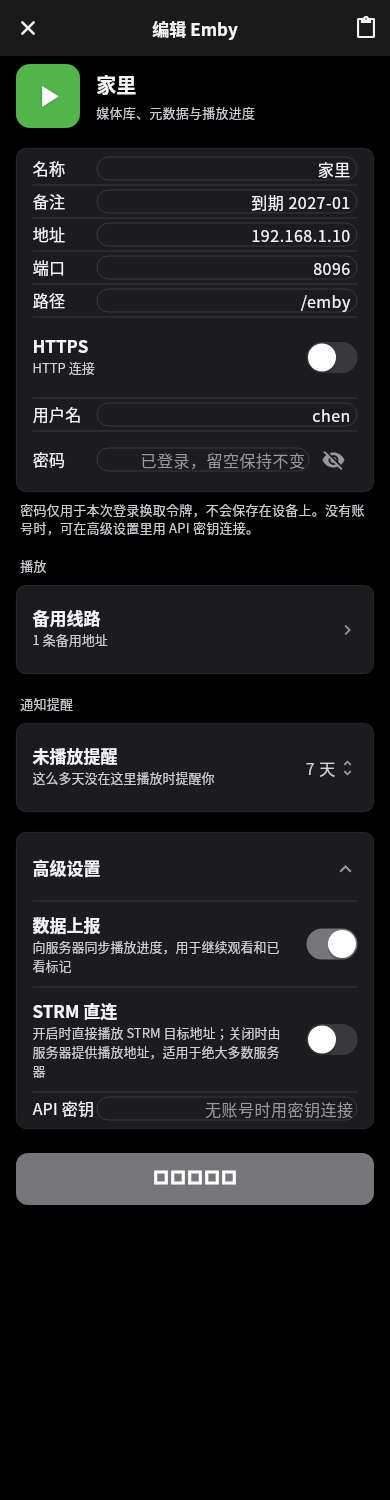 编辑 Emby
家里
媒体库、元数据与播放进度
名称 家里
备注 到期 2027-01
地址 192.168.1.10
端口 8096
路径 /emby
HTTPS
HTTP 连接
用户名 chen
密码 已登录，留空保持不变
密码仅用于本次登录换取令牌，不会保存在设备上。没有账
号时，可在高级设置里用 API 密钥连接。
播放
备用线路
1 条备用地址
通知提醒
未播放提醒
这么多天没在这里播放时提醒你
7 天
高级设置
数据上报
向服务器同步播放进度，用于继续观看和已
看标记
STRM 直连
开启时直接播放 STRM 目标地址；关闭时由
服务器提供播放地址，适用于绝大多数服务
器
API 密钥 无账号时用密钥连接